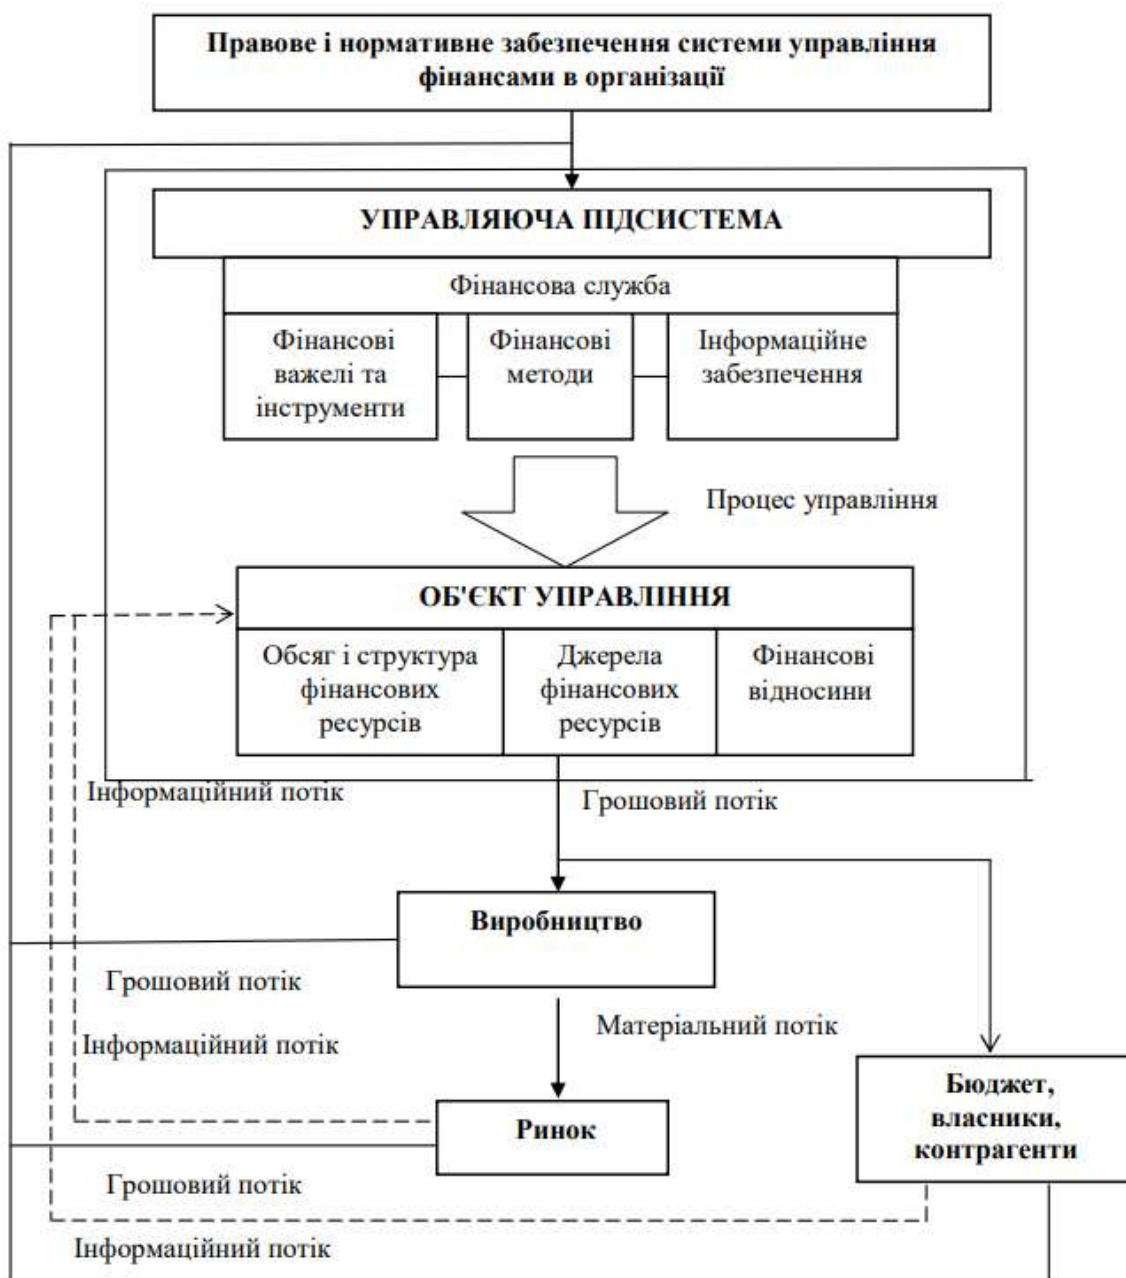 Правове і нормативне забезпечення системи управління
фінансами в організації
УПРАВЛЯЮЧА ПІДСИСТЕМА
Фінансова служба
Фінансові
важелі та
інструменти
Фінансові
методи
Інформаційне
забезпечення
Процес управління
ОБ'ЄКТ УПРАВЛІННЯ
Обсяг і структура
фінансових
ресурсів
Джерела
фінансових
ресурсів
Фінансові
відносини
Інформаційний потік
Грошовий потік
Виробництво
Грошовий потік
Матеріальний потік
Інформаційний потік
Бюджет,
власники,
контрагенти
Ринок
Грошовий потік
Інформаційний потік